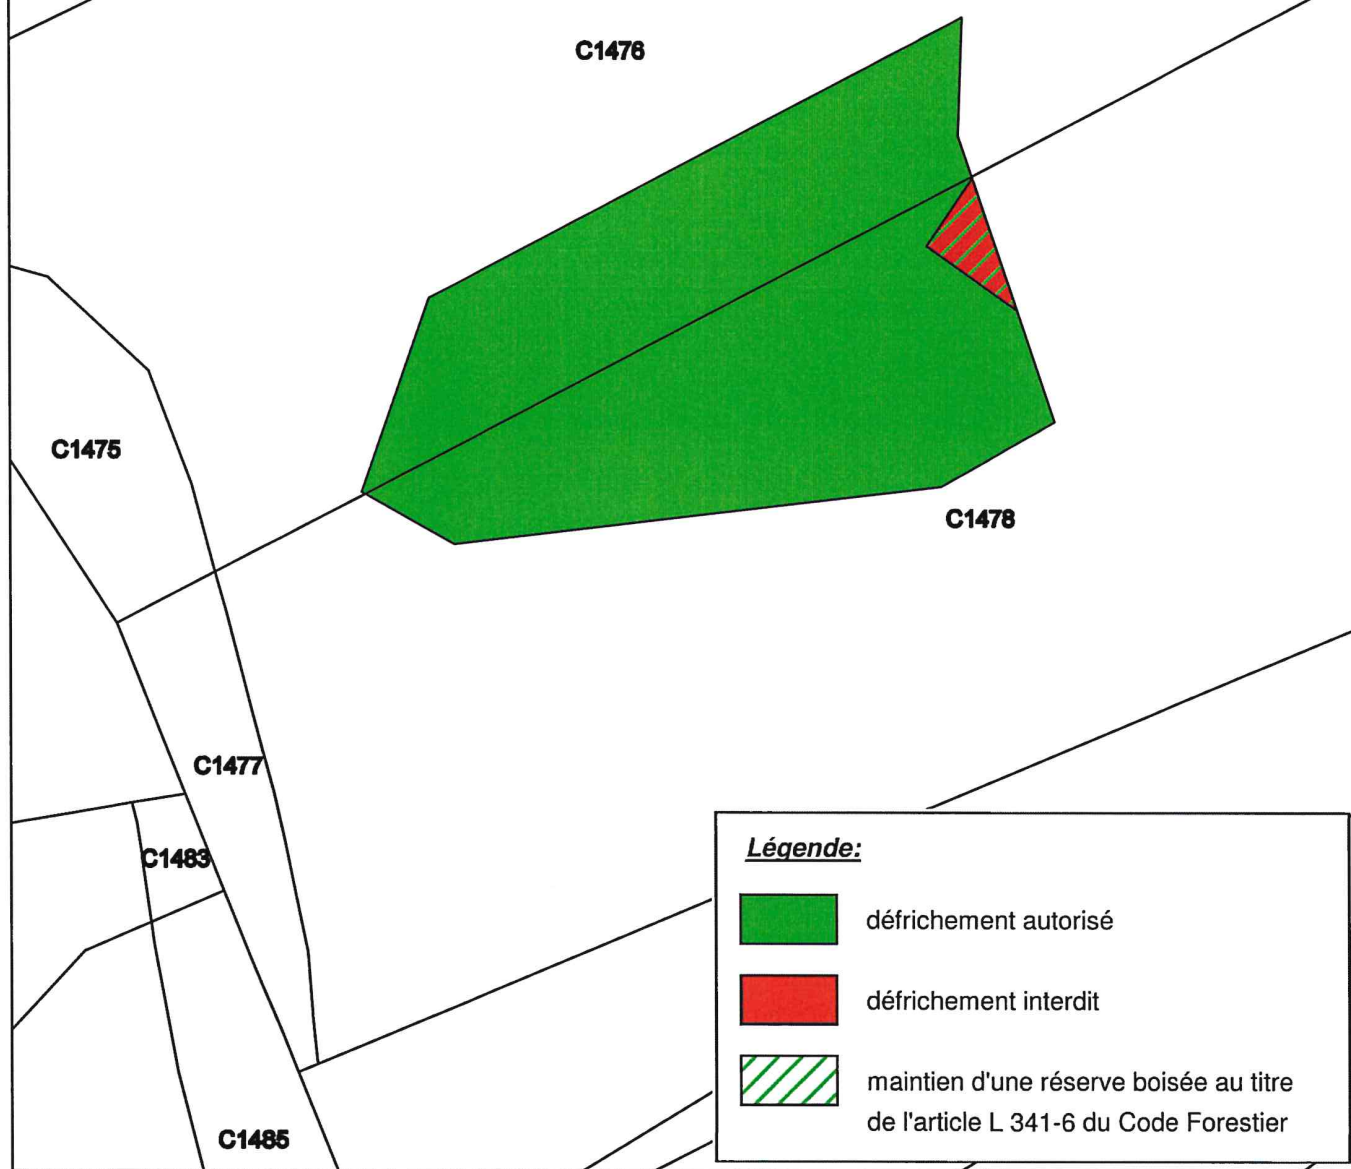 C1476
C1475
C1478
C1477
C1483
C1485
Légende:
défrichement autorisé
défrichement interdit
maintien d'une réserve boisée au titre
de l'article L 341-6 du Code Forestier